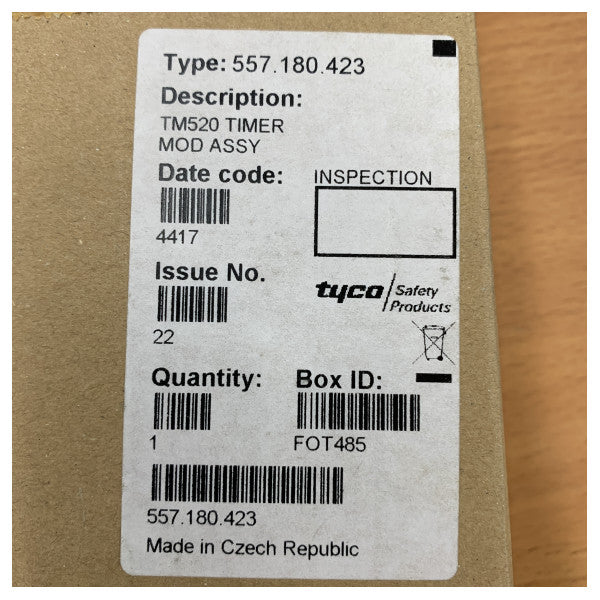 Type: 557.180.423
Description:
TM520 TIMER
MOD ASSY
Date code:
4417
INSPECTION
Issue No.
22
tyco Safety
Products
Quantity:
1
Box ID:
FOT485
557.180.423
Made in Czech Republic